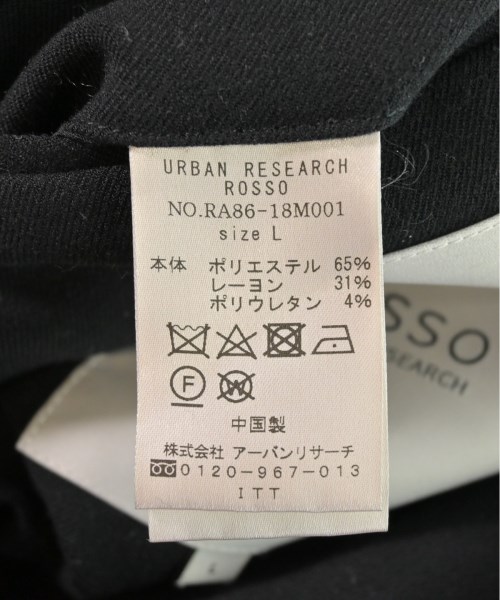 URBAN RESEARCH
ROSSO
NO.RA86-18M001
size L
本体 ポリエステル 65%
レーヨン 31%
ポリウレタン 4%
F W
中国製
株式会社 アーバンリサーチ
0120-967-013
ITT
SSO
SEARCH
L